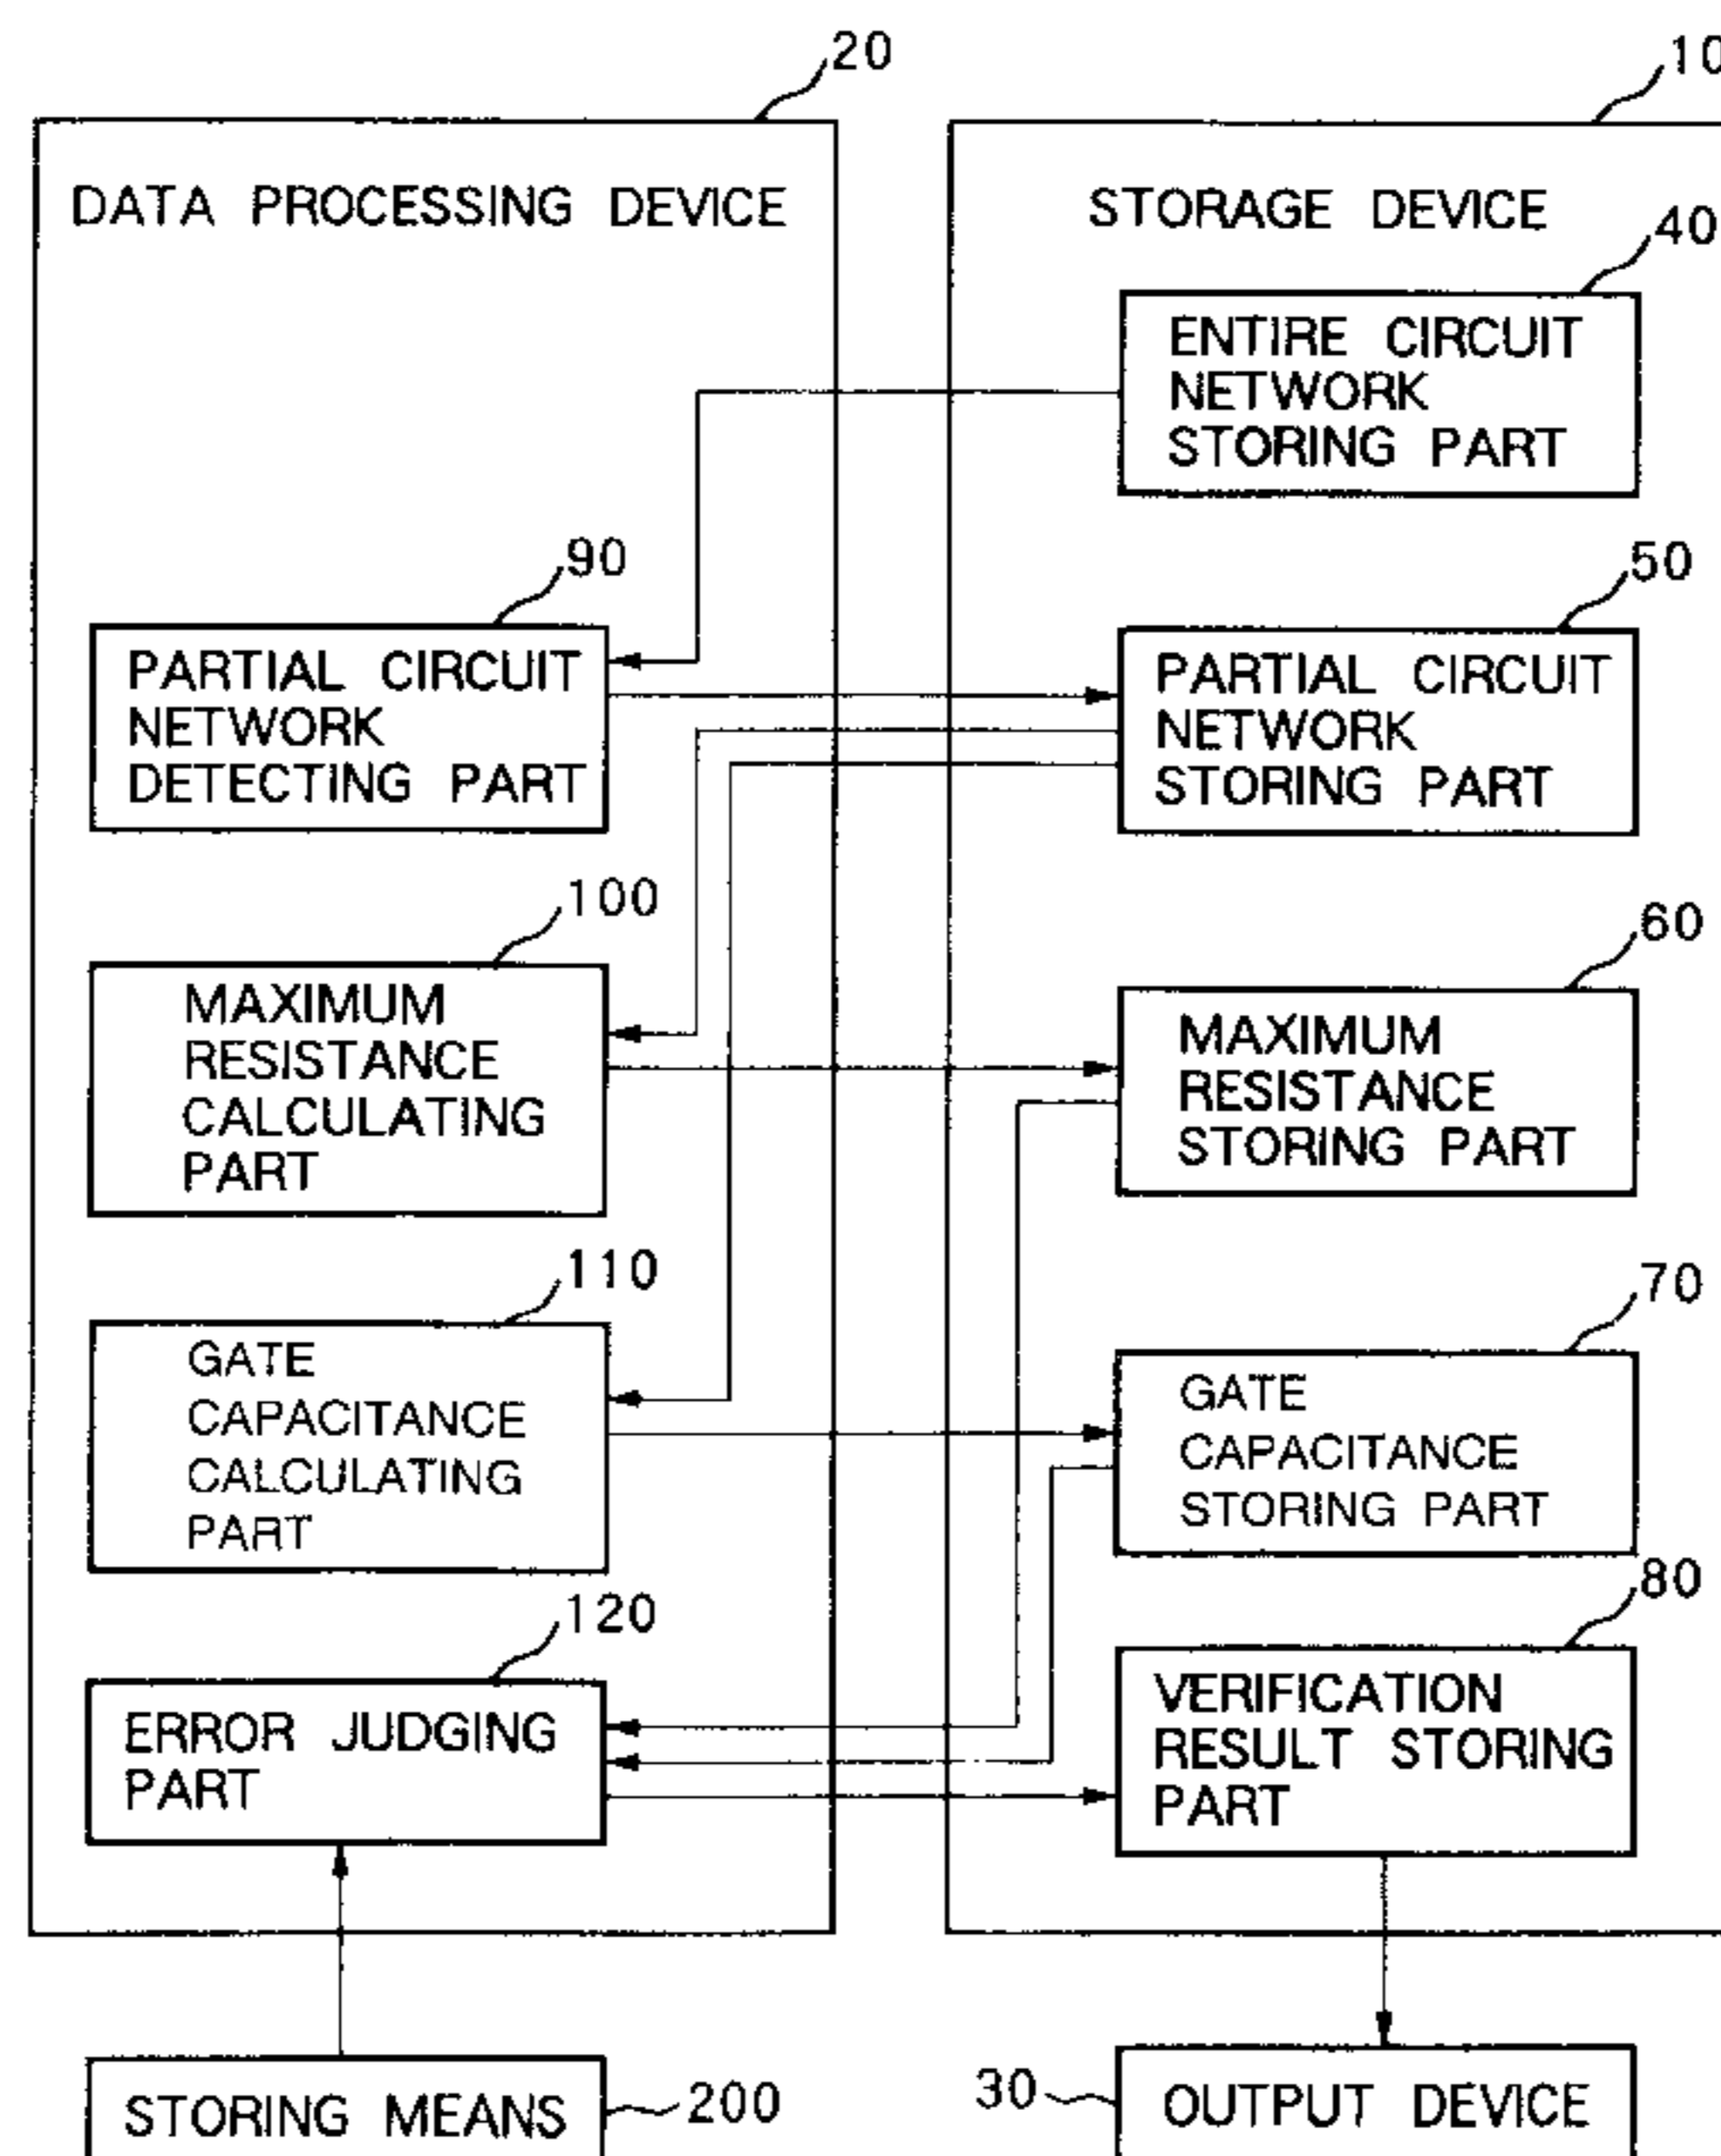 20
10
DATA PROCESSING DEVICE
STORAGE DEVICE
40
ENTIRE CIRCUIT
NETWORK
STORING PART
90
PARTIAL CIRCUIT
NETWORK
DETECTING PART
50
PARTIAL CIRCUIT
NETWORK
STORING PART
100
MAXIMUM
RESISTANCE
CALCULATING
PART
60
MAXIMUM
RESISTANCE
STORING PART
110
GATE
CAPACITANCE
CALCULATING
PART
70
GATE
CAPACITANCE
STORING PART
120
ERROR JUDGING
PART
80
VERIFICATION
RESULT STORING
PART
STORING MEANS
200
30
OUTPUT DEVICE